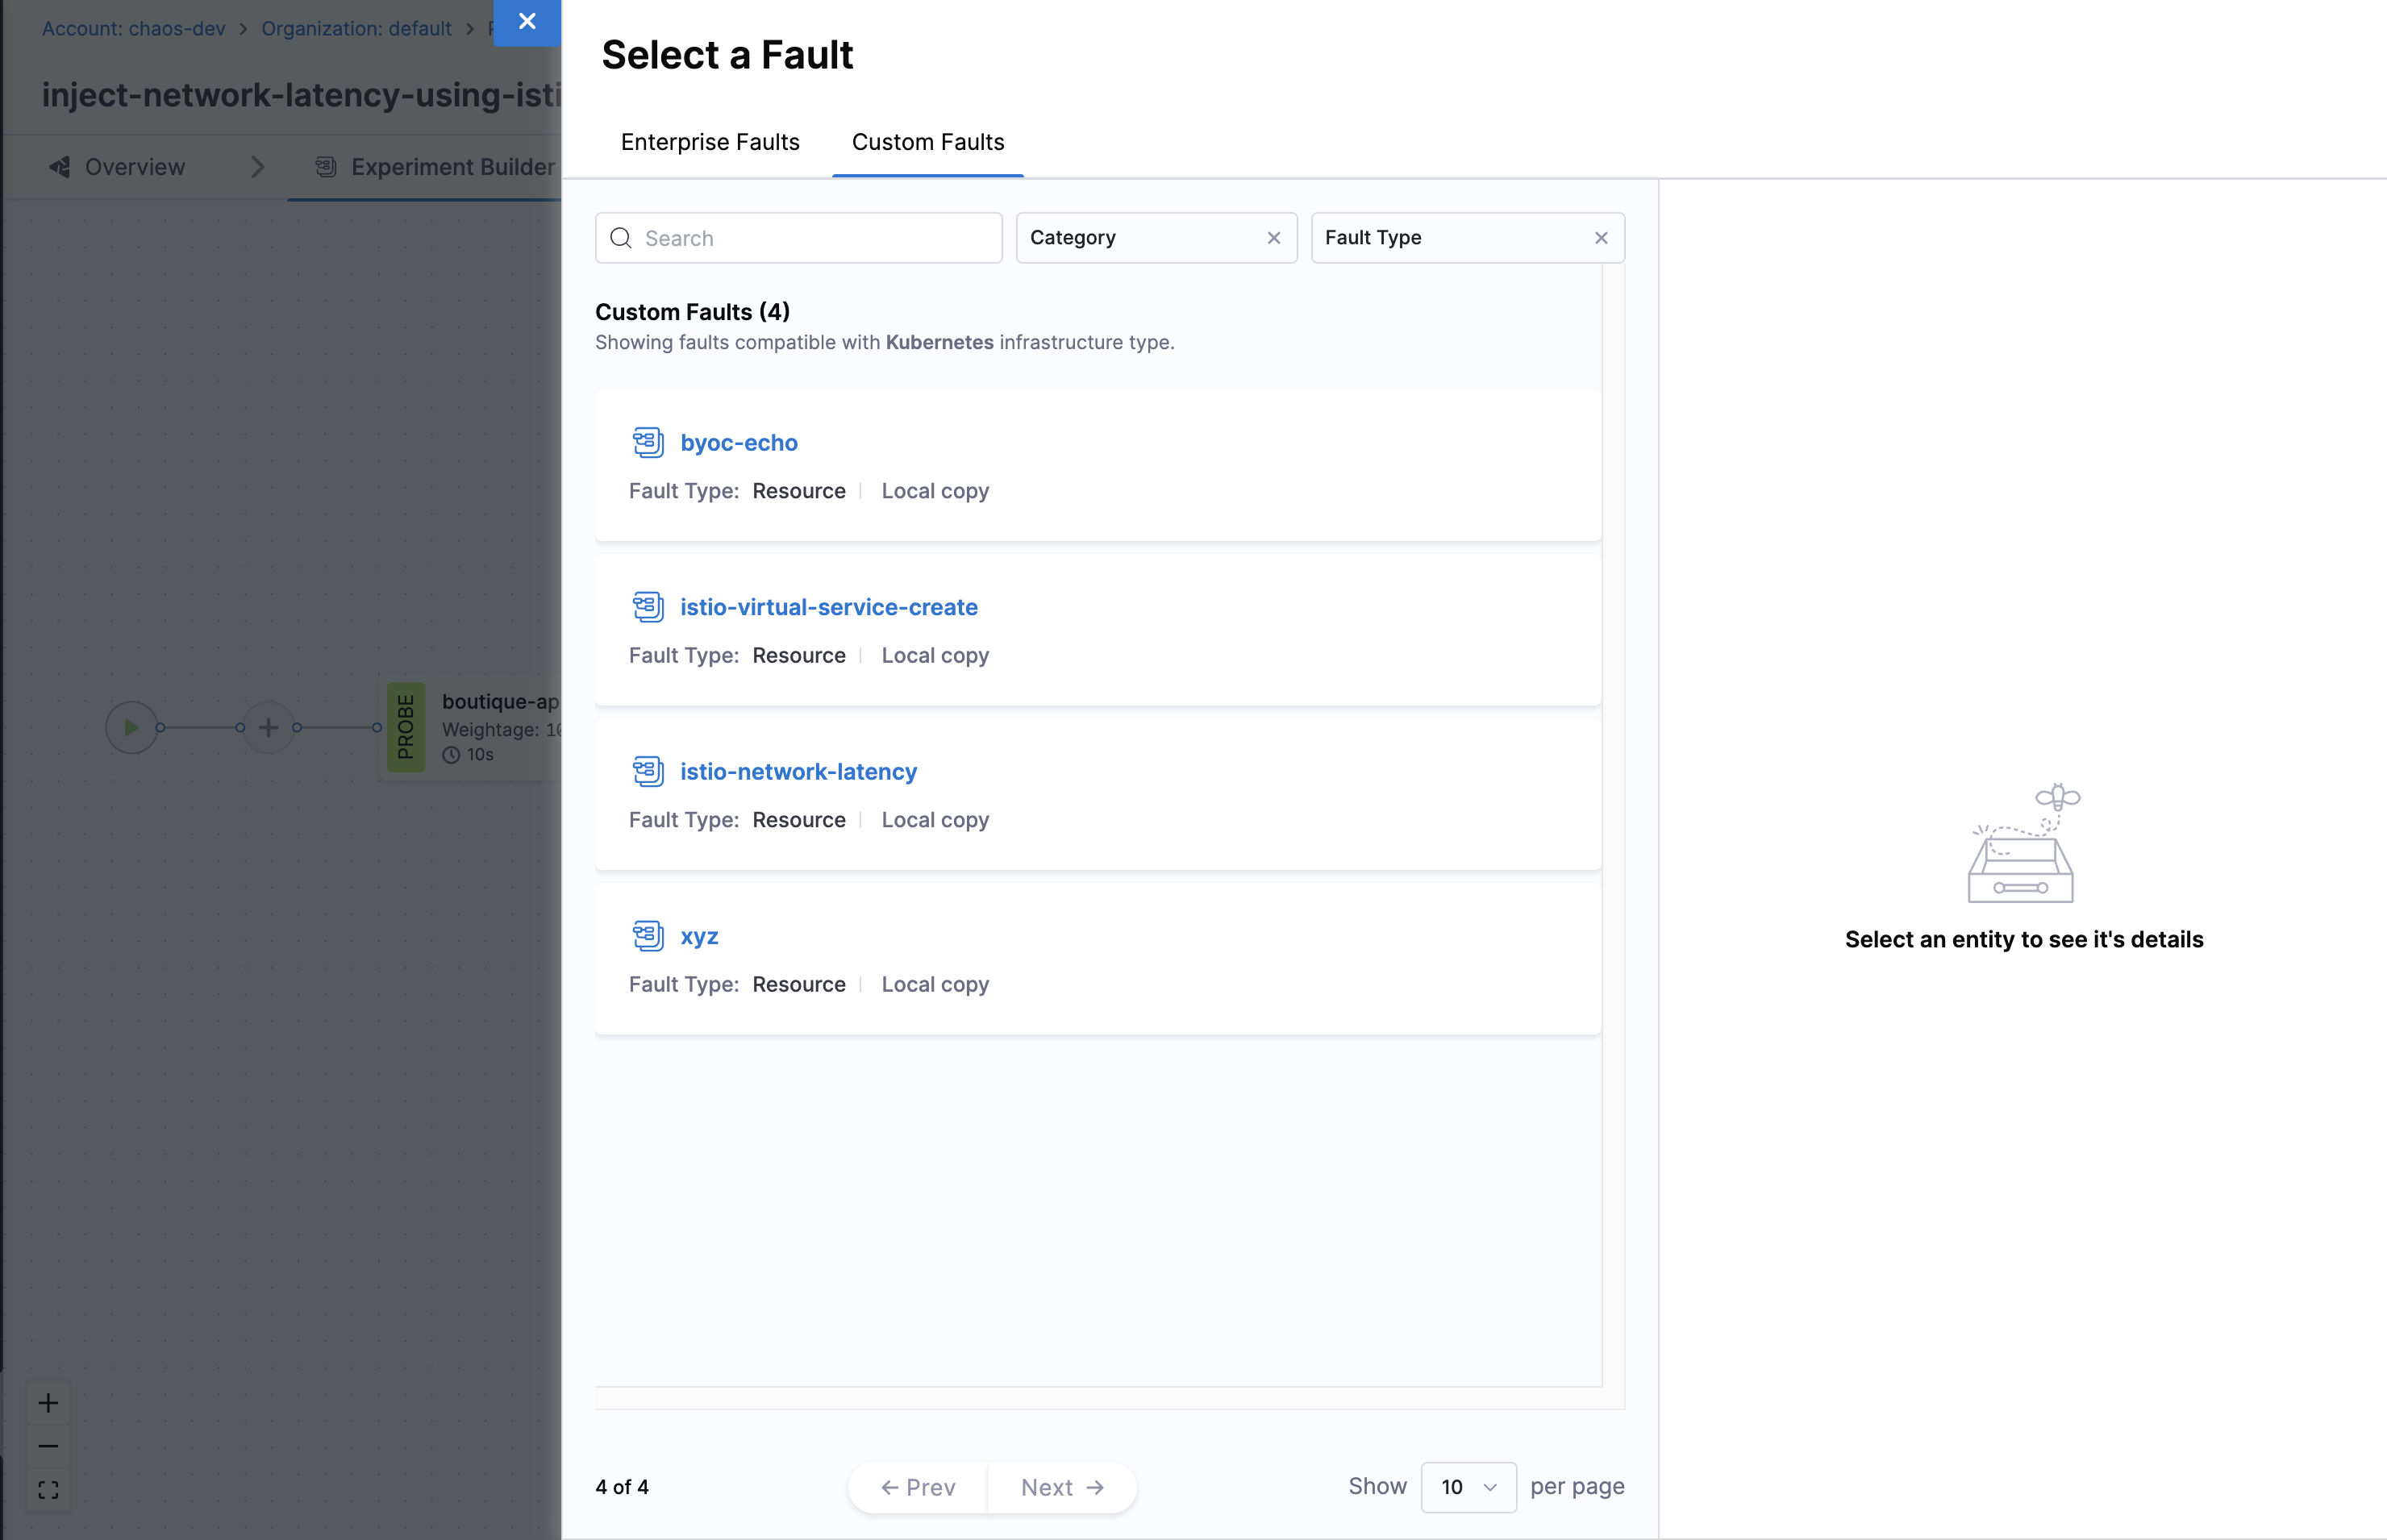 Account: chaos-dev > Organization: default >
inject-network-latency-using-isti
Overview
Experiment Builder
boutique-ap
PROBE
Weightage: 10
10s
Select a Fault
Enterprise Faults
Custom Faults
Search
Category
Fault Type
Custom Faults (4)
Showing faults compatible with Kubernetes infrastructure type.
byoc-echo
Fault Type: Resource | Local copy
istio-virtual-service-create
Fault Type: Resource | Local copy
istio-network-latency
Fault Type: Resource | Local copy
xyz
Fault Type: Resource | Local copy
4 of 4
← Prev
Next →
Show 10 per page
Select an entity to see it's details